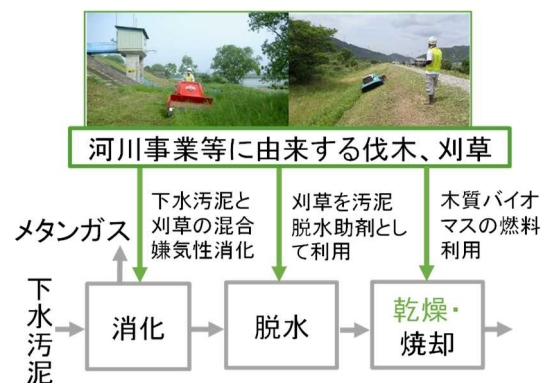 河川事業等に由来する伐木、刈草
下水汚泥と
刈草の混合
嫌気性消化
刈草を汚泥
脱水助剤とし
て利用
木質バイオ
マスの燃料
利用
メタンガス
下水汚泥
消化
脱水
乾燥・
焼却